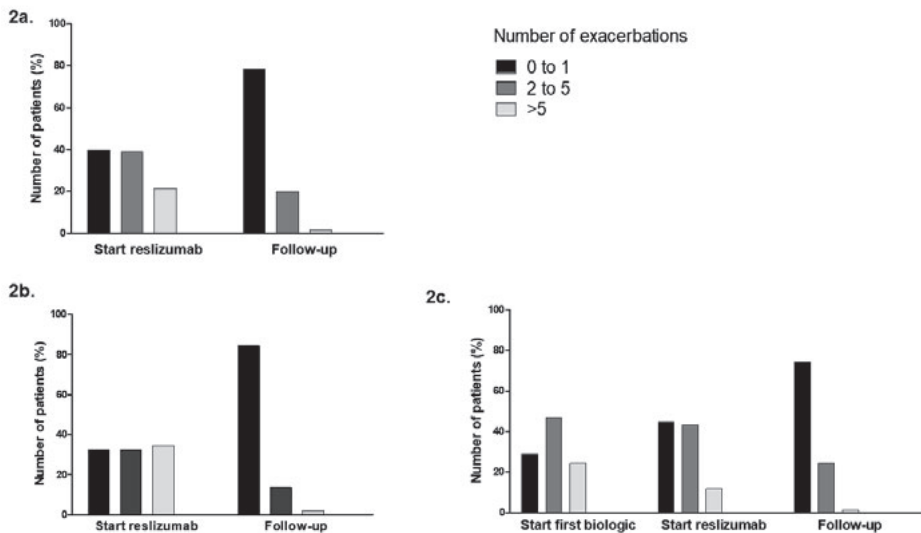 2a.
Number of patients (%)
100
80
60
40
20
0
Start reslizumab Follow-up
Number of exacerbations
0 to 1
2 to 5
>5
2b.
Number of patients (%)
100
80
60
40
20
0
Start reslizumab Follow-up
2c.
Number of patients (%)
100
80
60
40
20
0
Start first biologic Start reslizumab Follow-up